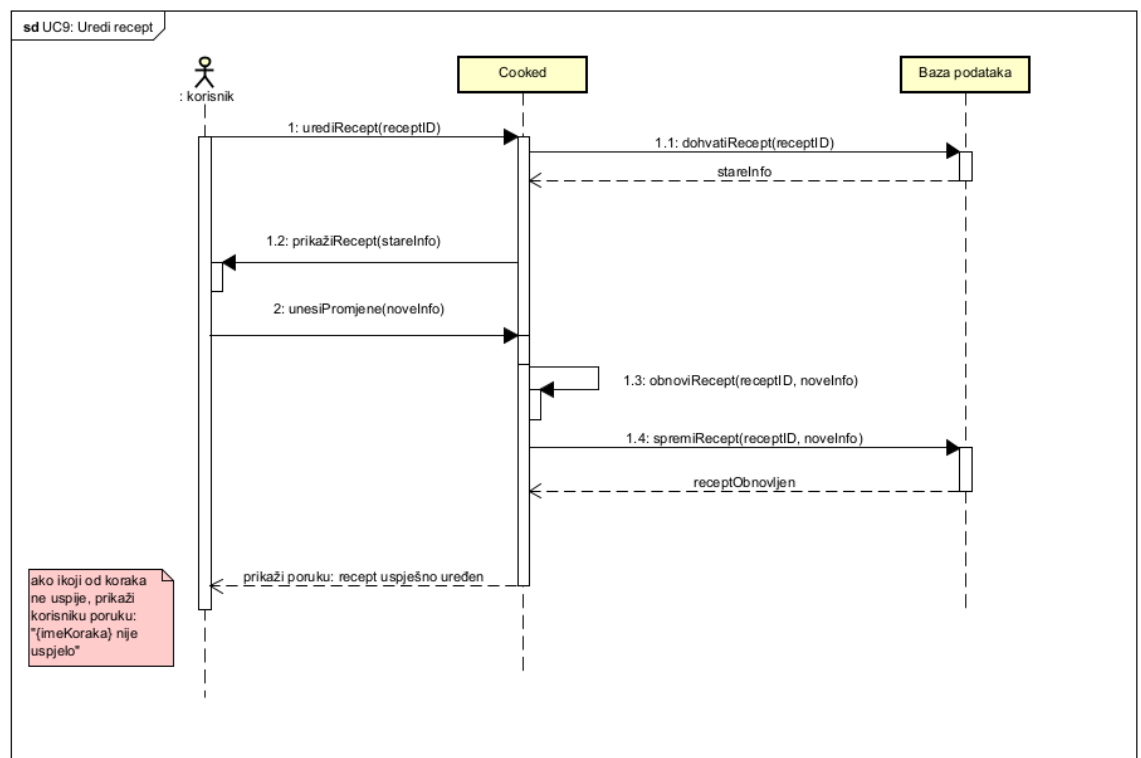 sd UC9: Uredi recept
Cooked
Baza podataka
: korisnik
1: urediRecept(receptID)
1.1: dohvatiRecept(receptID)
stareInfo
1.2: prikažiRecept(stareInfo)
2: unesiPromjene(noveInfo)
1.3: obnoviRecept(receptID, noveInfo)
1.4: spremiRecept(receptID, noveInfo)
receptObnovljen
prikaži poruku: recept uspješno uređen
ako ikoji od koraka
ne uspije, prikaži
korisniku poruku:
"{imeKoraka} nije
uspjelo"